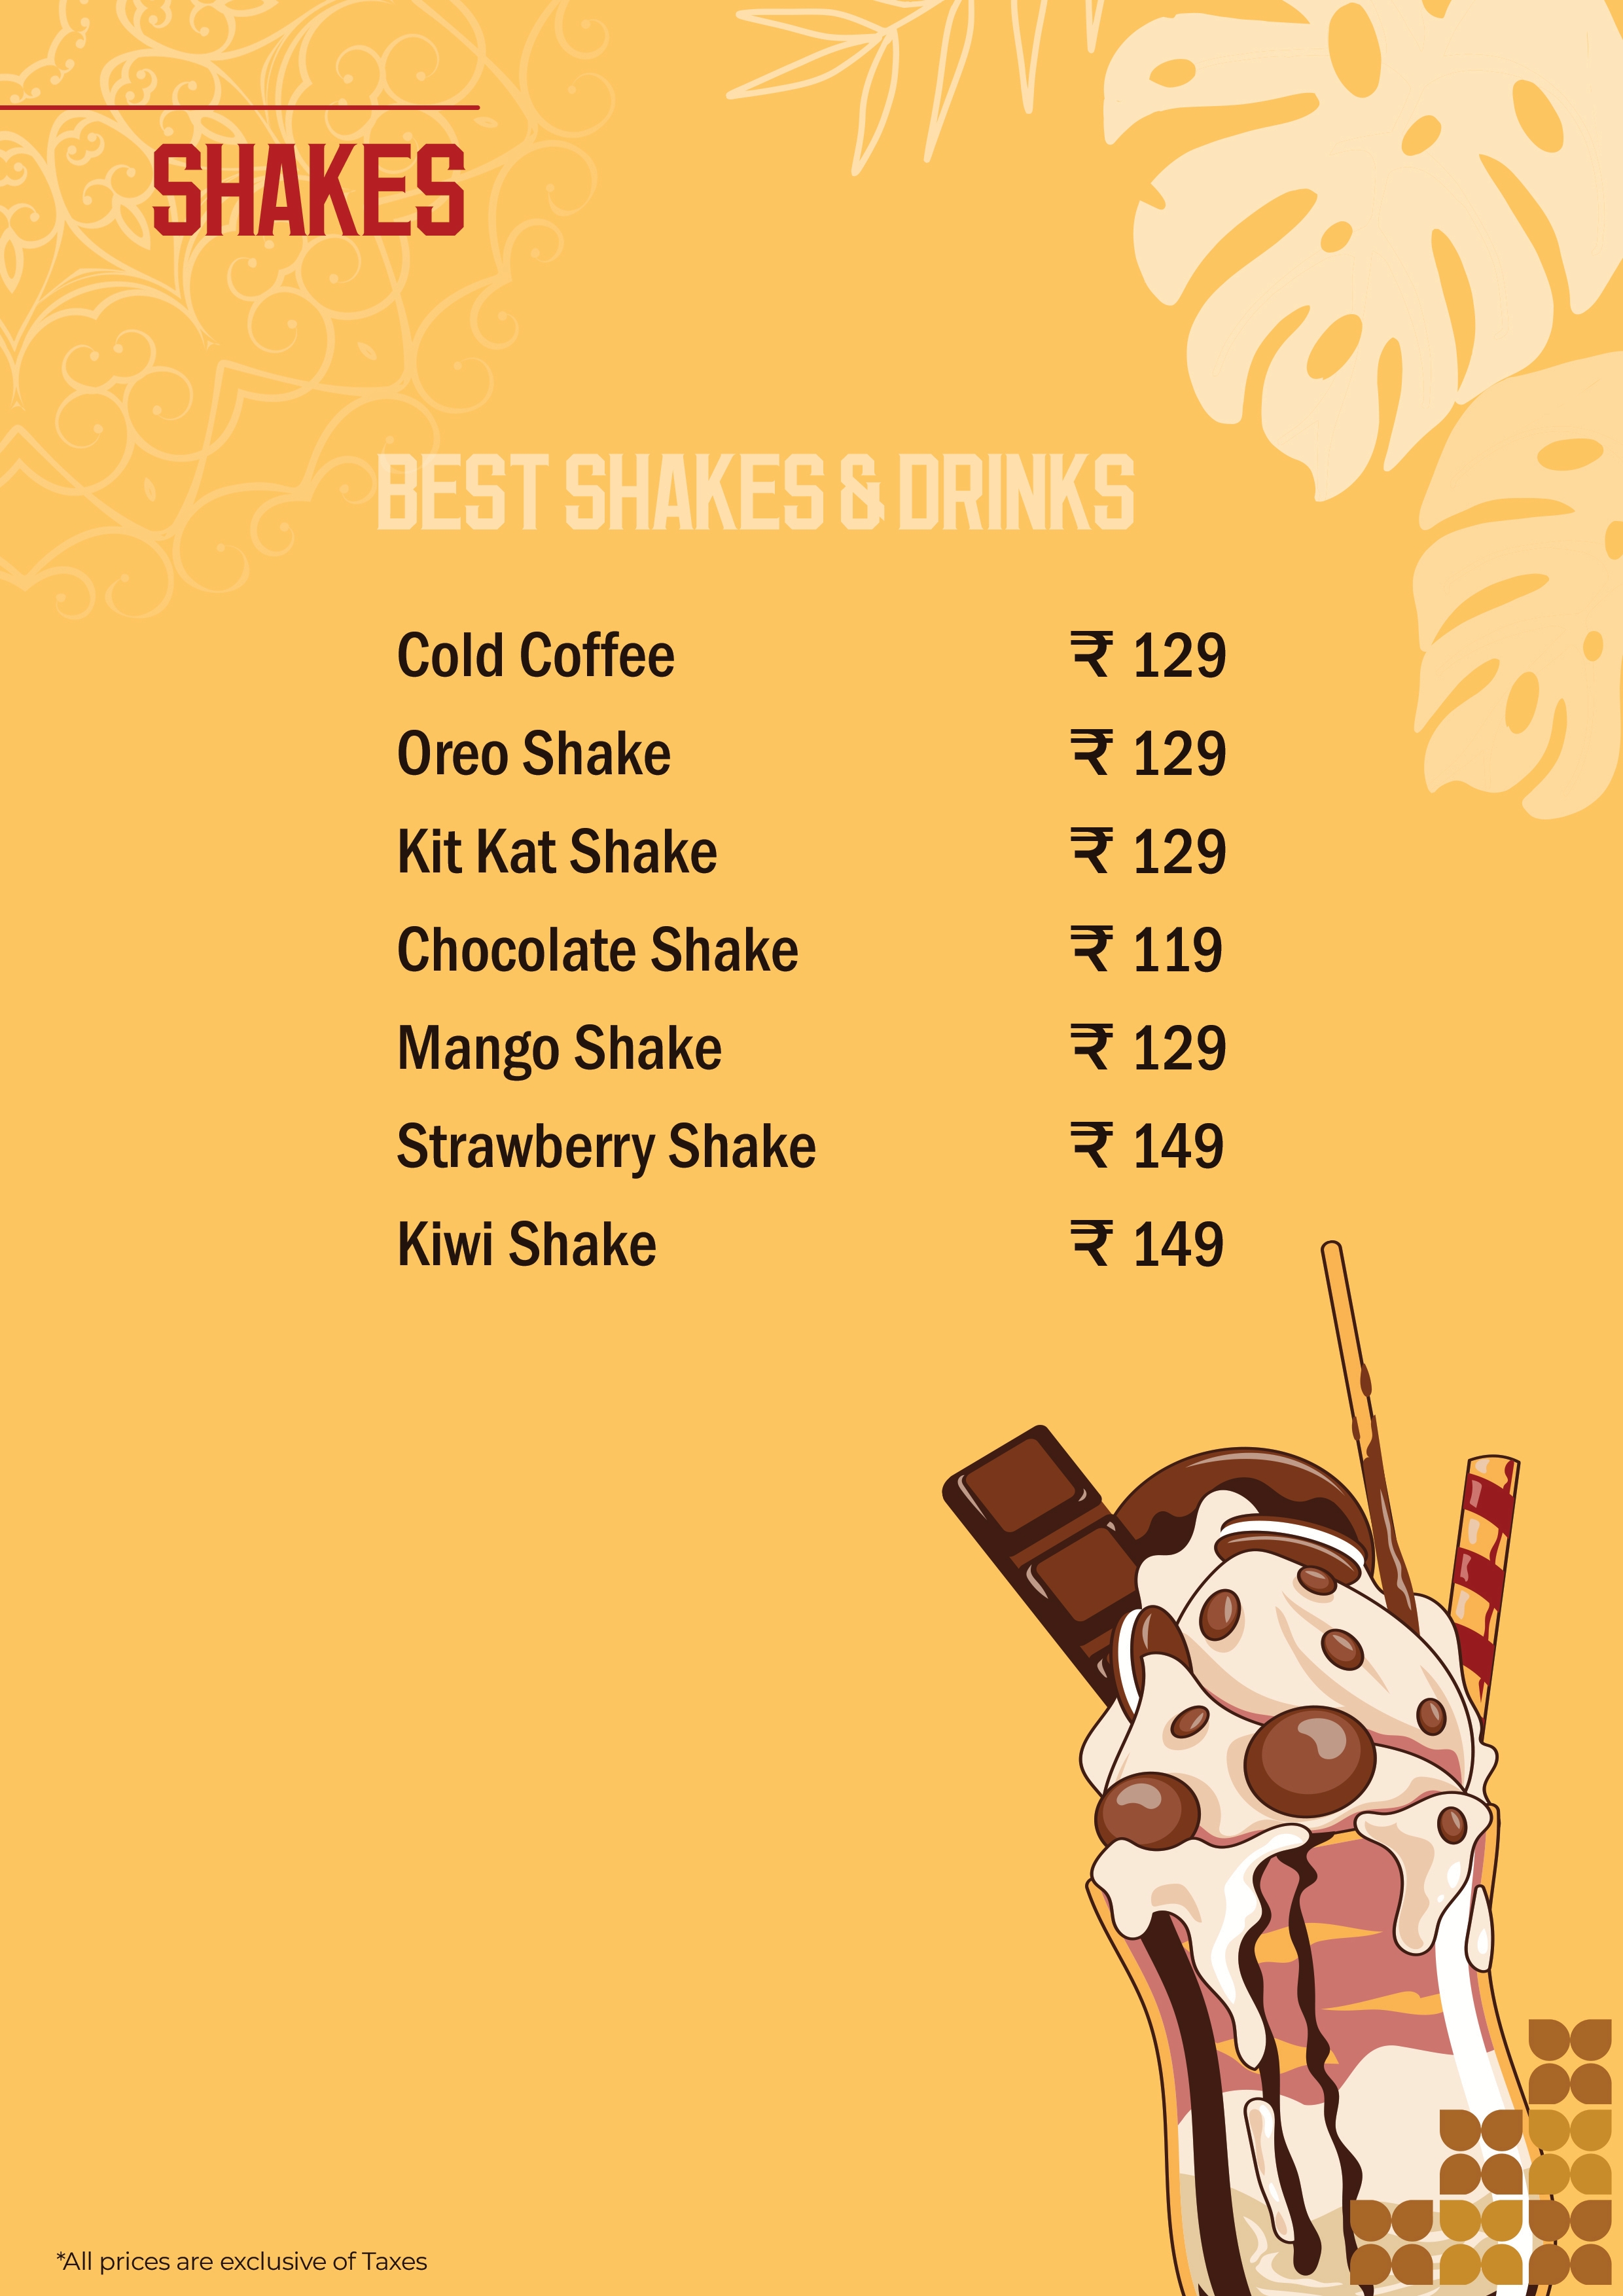 SHAKES
BEST SHAKES & DRINKS
Cold Coffee ₹ 129
Oreo Shake ₹ 129
Kit Kat Shake ₹ 129
Chocolate Shake ₹ 119
Mango Shake ₹ 129
Strawberry Shake ₹ 149
Kiwi Shake ₹ 149
*All prices are exclusive of Taxes